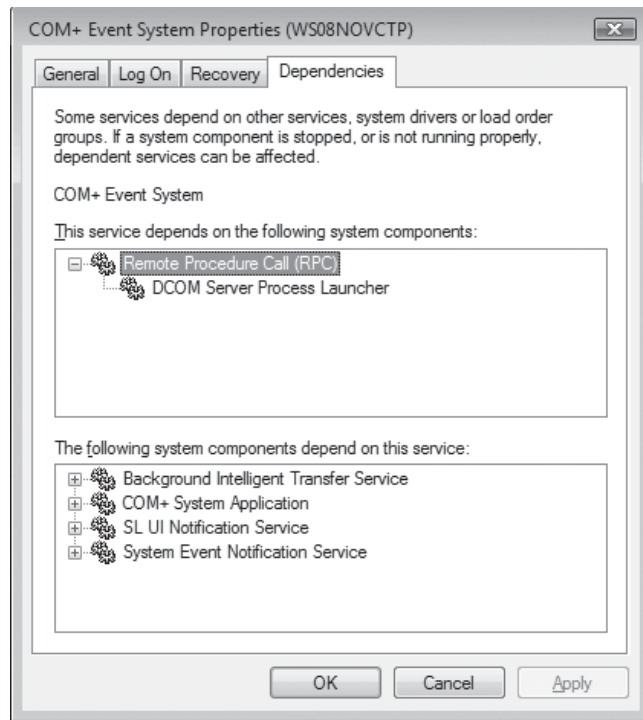 COM+ Event System Properties (WS08NOVCTP)
General Log On Recovery Dependencies
Some services depend on other services, system drivers or load order
groups. If a system component is stopped, or is not running properly,
dependent services can be affected.
COM+ Event System
This service depends on the following system components:
Remote Procedure Call (RPC)
DCOM Server Process Launcher
The following system components depend on this service:
Background Intelligent Transfer Service
COM+ System Application
SL UI Notification Service
System Event Notification Service
OK Cancel Apply